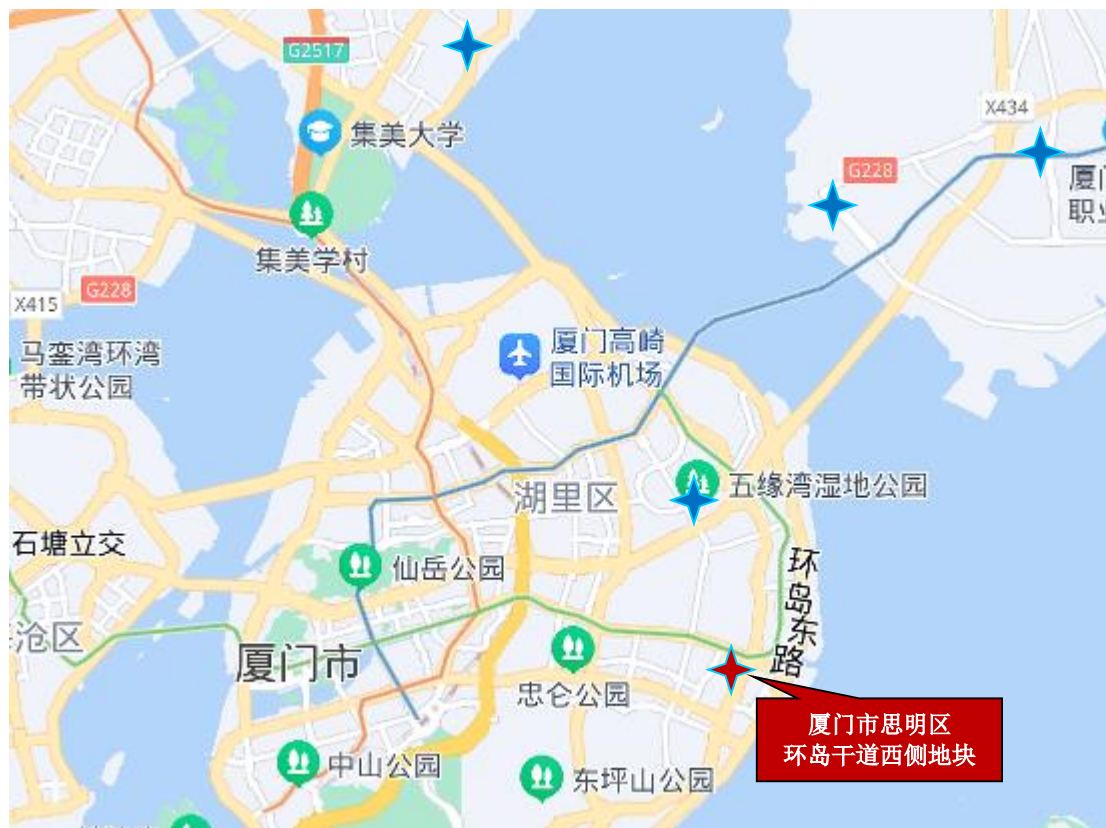 G2517
集美大学
X434
G228
厦门
职业
集美学村
G228
X415
马銮湾环湾
带状公园
厦门高崎
国际机场
湖里区
五缘湾湿地公园
石塘立交
仙岳公园
环岛东路
沧区
厦门市
忠仑公园
厦门市思明区
环岛干道西侧地块
中山公园
东坪山公园